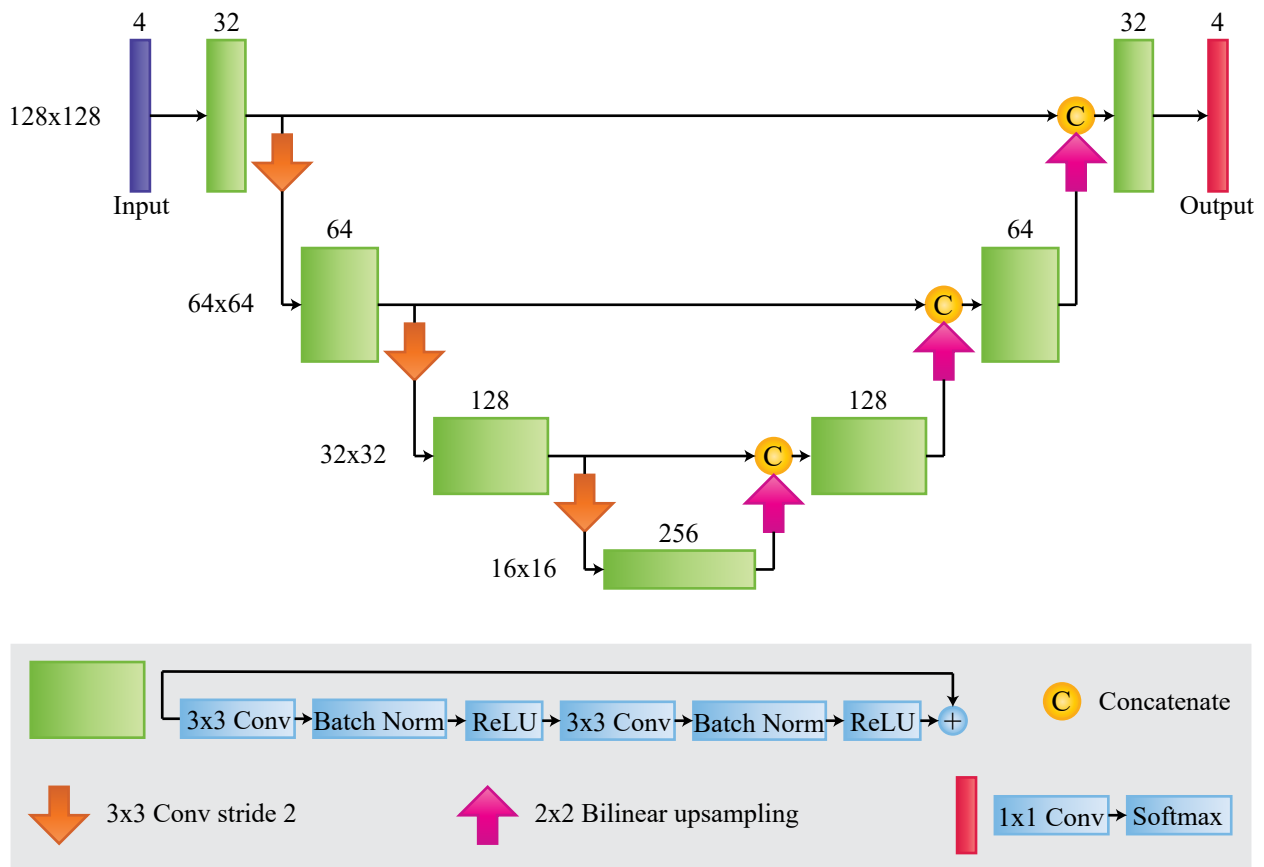 4 32 32 4
128x128 C
Input Output
64 64
64x64 C
128 128
32x32 C
256
16x16
3x3 Conv Batch Norm ReLU 3x3 Conv Batch Norm ReLU + C Concatenate
3x3 Conv stride 2 2x2 Bilinear upsampling 1x1 Conv Softmax